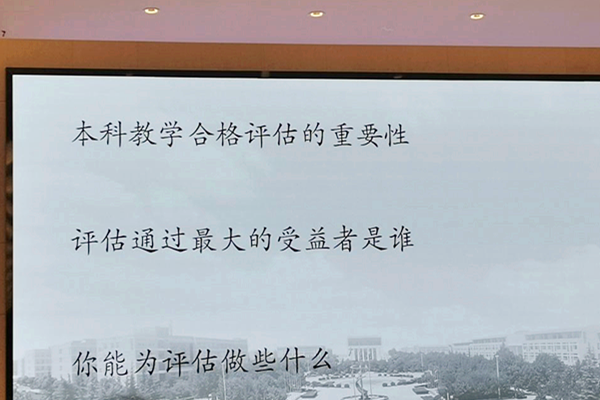 本科教学合格评估的重要性
评估通过最大的受益者是谁
你能为评估做些什么